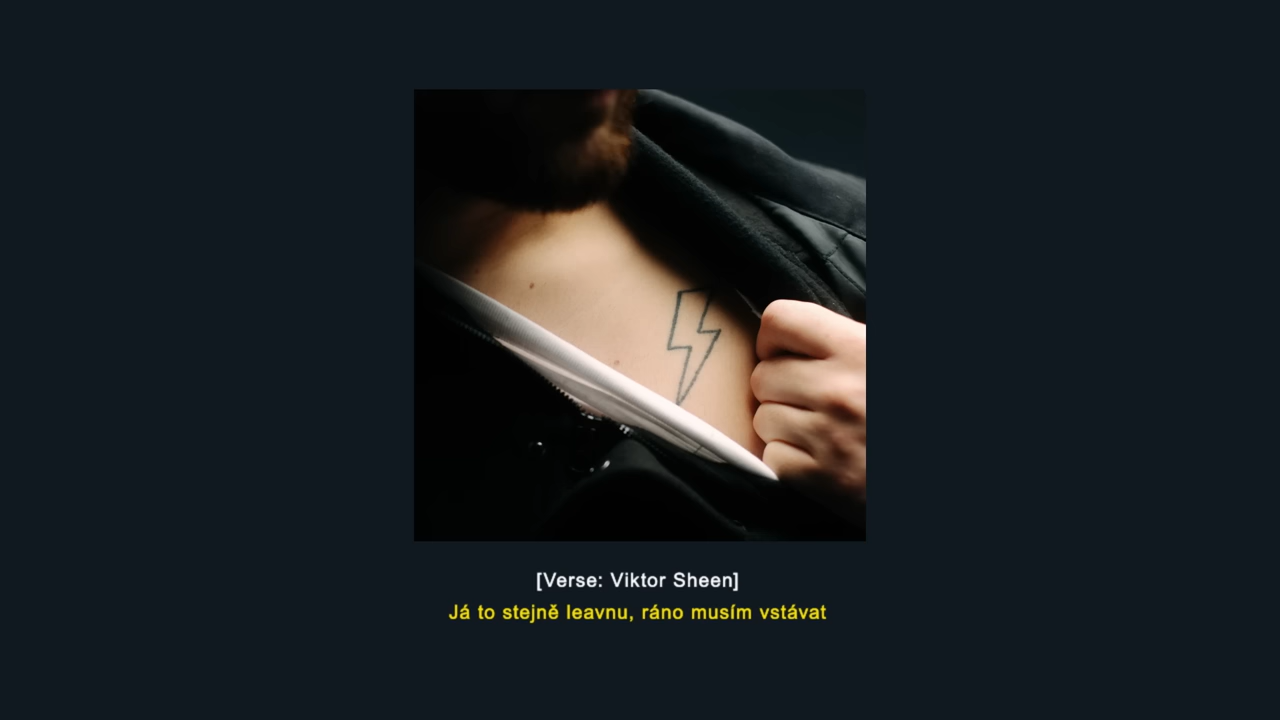 [Verse: Viktor Sheen]
Já to stejně leavnu, ráno musím vstávat